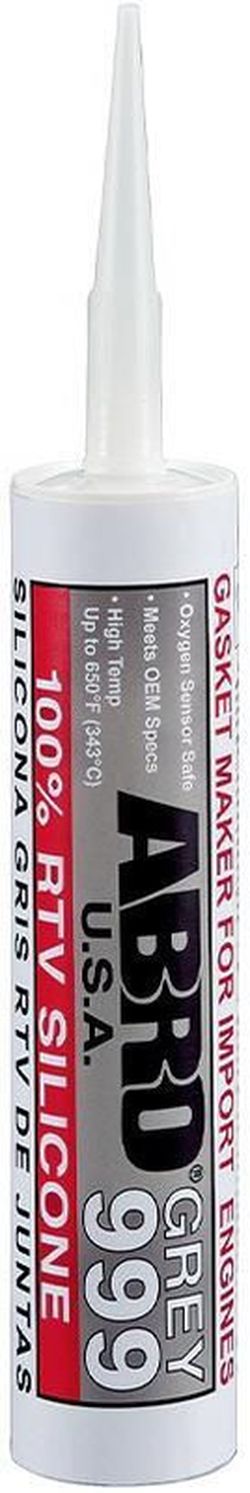 GASKET MAKER FOR IMPORT ENGINES
• Oxygen Sensor Safe
• Meets OEM Specs
• High Temp
Up to 650°F (343°C)
ABRO®
U.S.A.
GREY
999
100% RTV SILICONE
SILICONA GRIS RTV DE JUNTAS